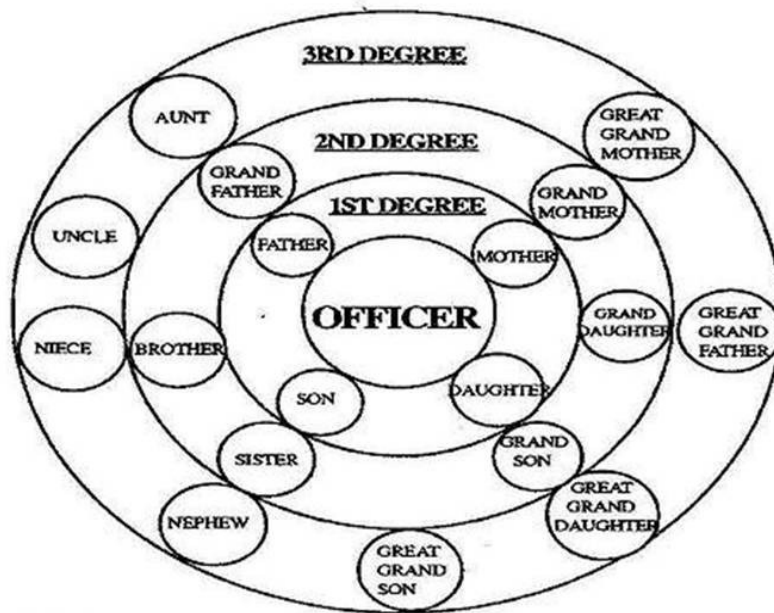 3RD DEGREE
AUNT
GREAT
GRAND
MOTHER
2ND DEGREE
GRAND
FATHER
GRAND
MOTHER
1ST DEGREE
UNCLE
FATHER
MOTHER
OFFICER
GRAND
DAUGHTER
GREAT
GRAND
FATHER
NIECE
BROTHER
SON
DAUGHTER
SISTER
GRAND
SON
NEPHEW
GREAT
GRAND
DAUGHTER
GREAT
GRAND
SON